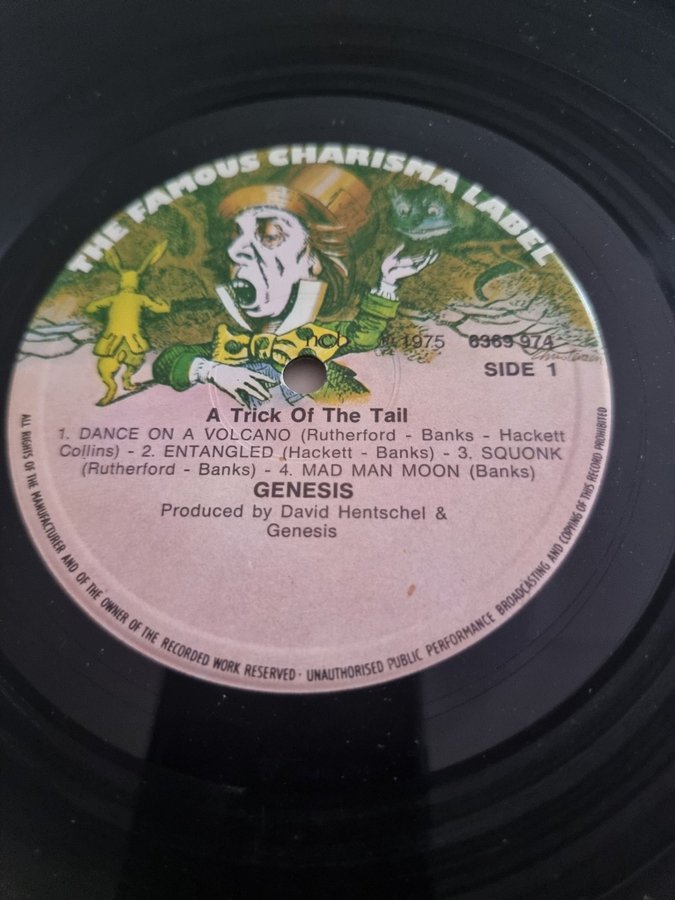 THE FAMOUS CHARISMA LABEL
ncb ℗ 1975 6369 974
SIDE 1
A Trick Of The Tail
1. DANCE ON A VOLCANO (Rutherford - Banks - Hackett
Collins) - 2. ENTANGLED (Hackett - Banks) - 3. SQUONK
(Rutherford - Banks) - 4. MAD MAN MOON (Banks)
GENESIS
Produced by David Hentschel &
Genesis
ALL RIGHTS OF THE MANUFACTURER AND OF THE OWNER OF THE RECORDED WORK RESERVED · UNAUTHORISED PUBLIC PERFORMANCE BROADCASTING AND COPYING OF THIS RECORD PROHIBITED